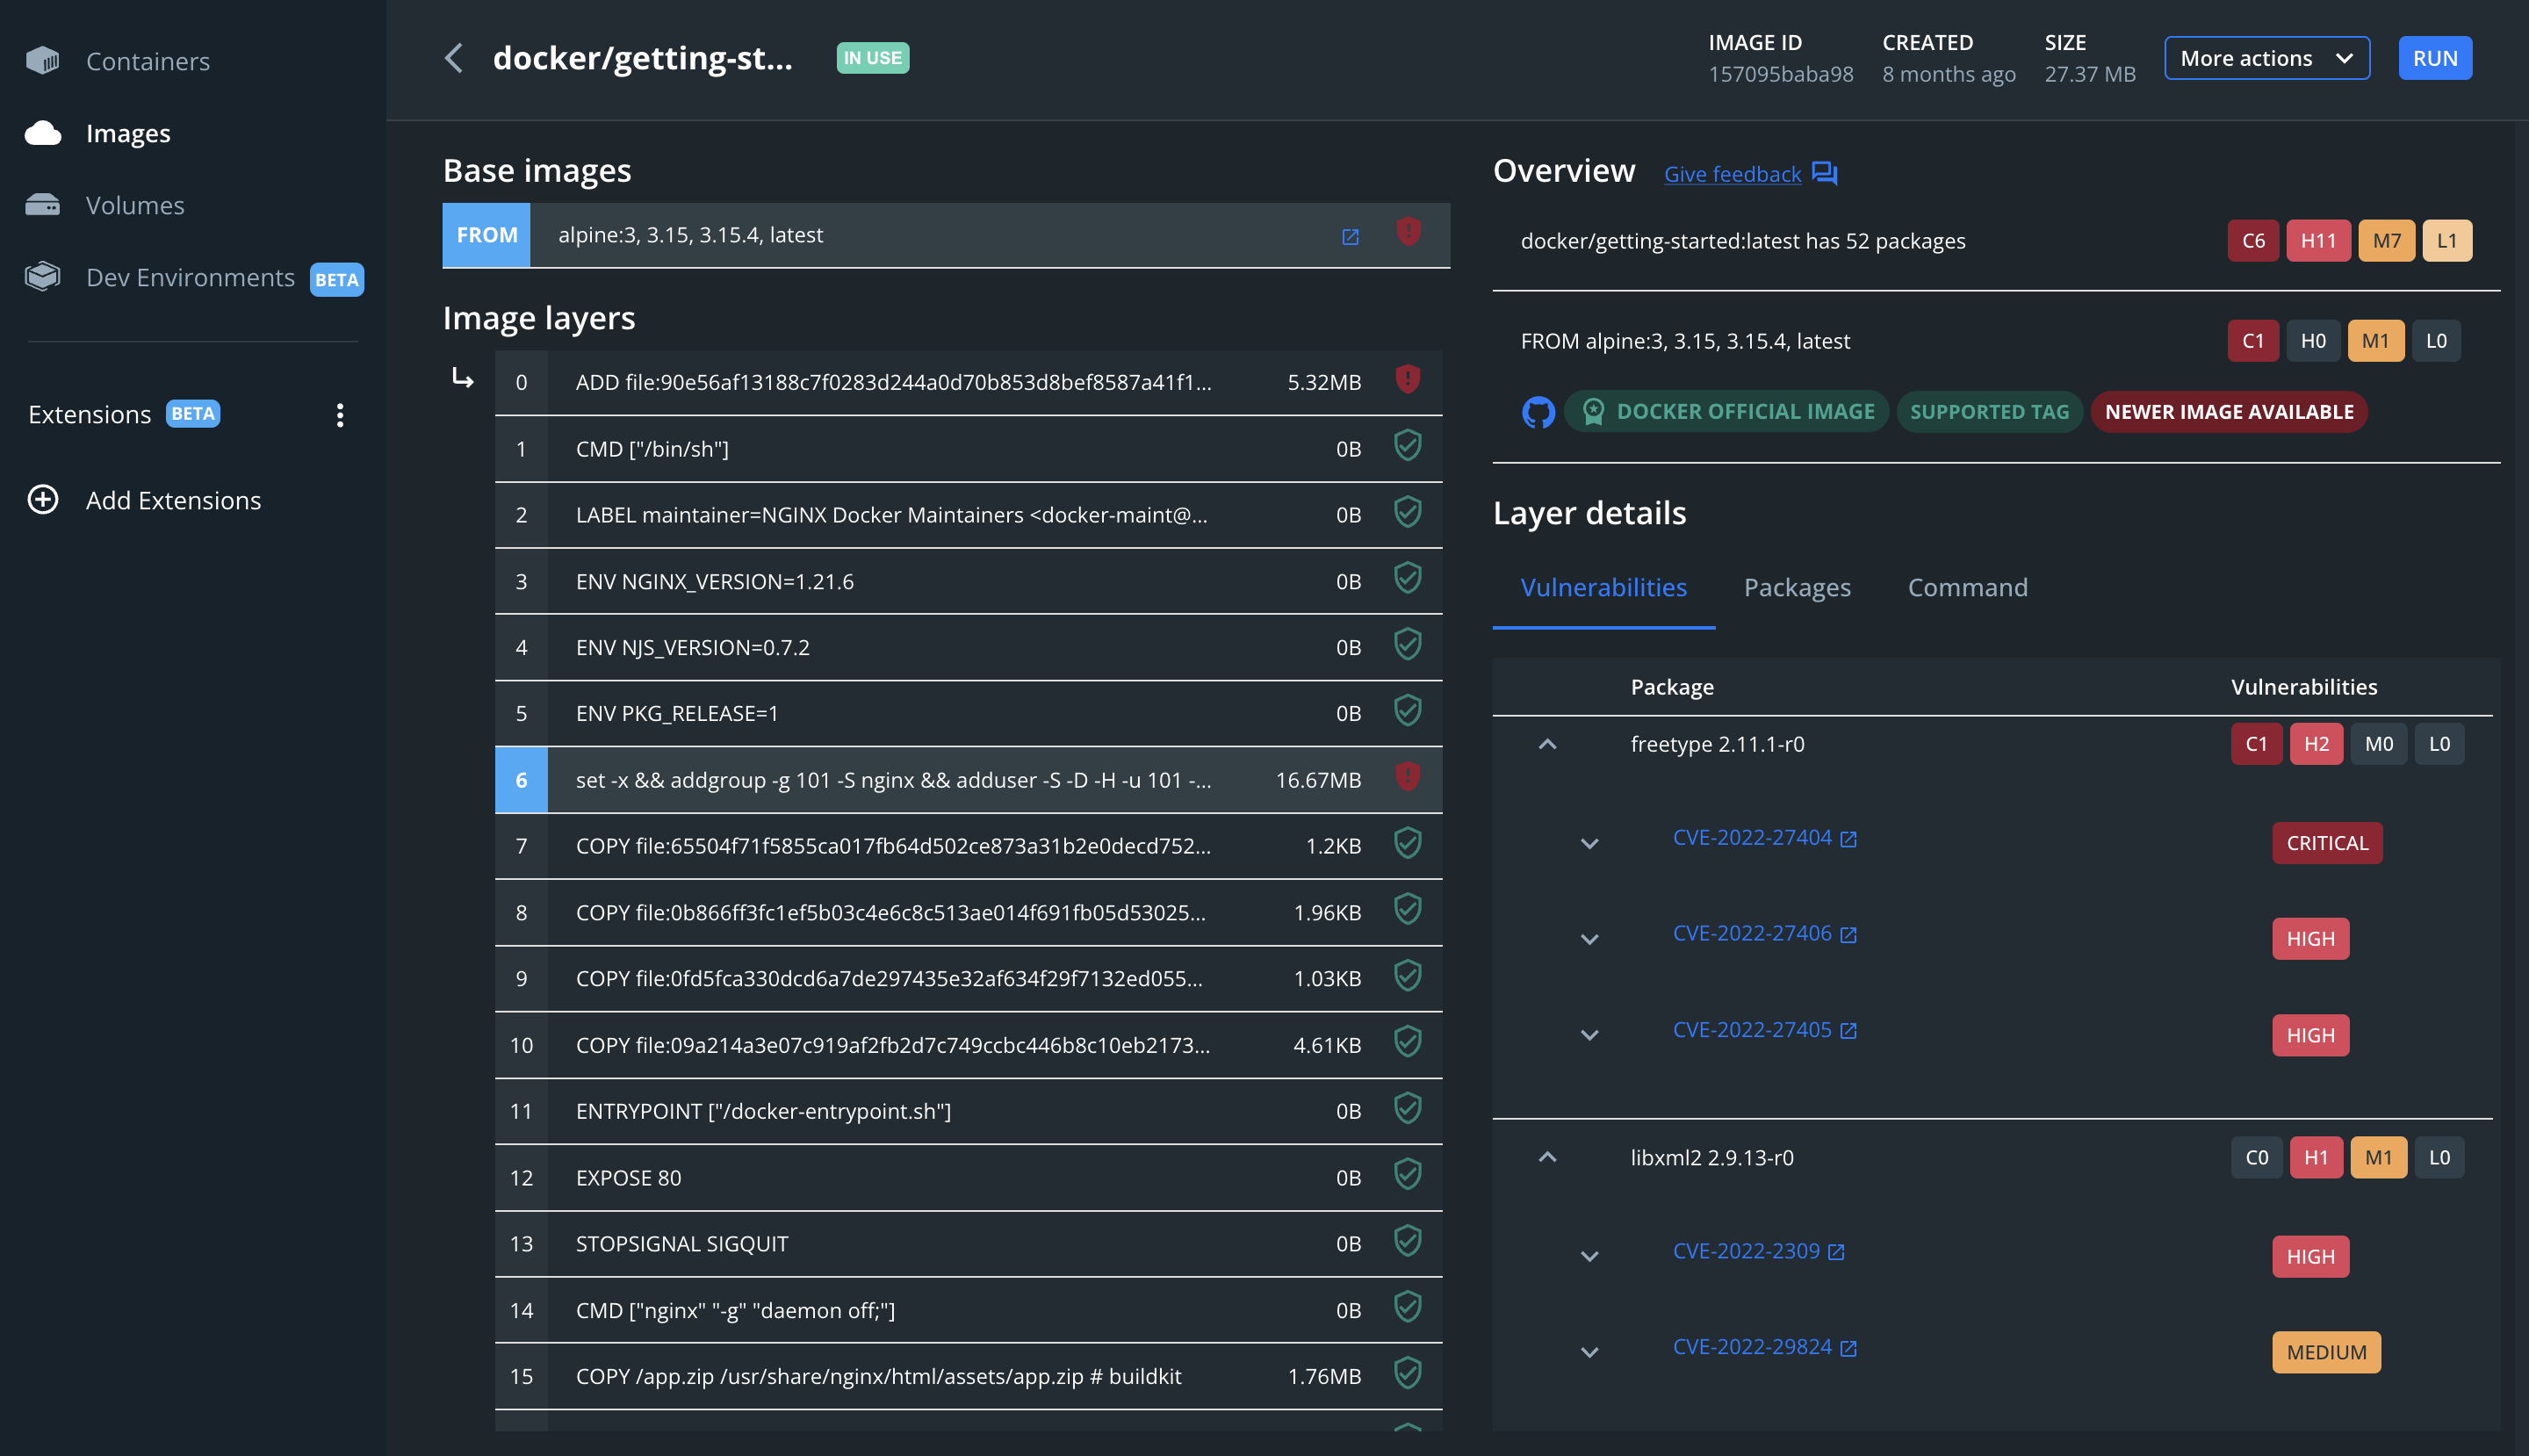 Containers
Images
Volumes
Dev Environments BETA
Extensions BETA
Add Extensions
docker/getting-st... IN USE
IMAGE ID
157095baba98
CREATED
8 months ago
SIZE
27.37 MB
More actions
RUN
Base images
FROM alpine:3, 3.15, 3.15.4, latest
Image layers
0 ADD file:90e56af13188c7f0283d244a0d70b853d8bef8587a41f1... 5.32MB
1 CMD ["/bin/sh"] 0B
2 LABEL maintainer=NGINX Docker Maintainers <docker-maint@... 0B
3 ENV NGINX_VERSION=1.21.6 0B
4 ENV NJS_VERSION=0.7.2 0B
5 ENV PKG_RELEASE=1 0B
6 set -x && addgroup -g 101 -S nginx && adduser -S -D -H -u 101 -... 16.67MB
7 COPY file:65504f71f5855ca017fb64d502ce873a31b2e0decd752... 1.2KB
8 COPY file:0b866ff3fc1ef5b03c4e6c8c513ae014f691fb05d53025... 1.96KB
9 COPY file:0fd5fca330dcd6a7de297435e32af634f29f7132ed055... 1.03KB
10 COPY file:09a214a3e07c919af2fb2d7c749ccbc446b8c10eb2173... 4.61KB
11 ENTRYPOINT ["/docker-entrypoint.sh"] 0B
12 EXPOSE 80 0B
13 STOPSIGNAL SIGQUIT 0B
14 CMD ["nginx" "-g" "daemon off;"] 0B
15 COPY /app.zip /usr/share/nginx/html/assets/app.zip # buildkit 1.76MB
Overview Give feedback
docker/getting-started:latest has 52 packages C6 H11 M7 L1
FROM alpine:3, 3.15, 3.15.4, latest C1 H0 M1 L0
DOCKER OFFICIAL IMAGE SUPPORTED TAG NEWER IMAGE AVAILABLE
Layer details
Vulnerabilities Packages Command
Package Vulnerabilities
freetype 2.11.1-r0 C1 H2 M0 L0
CVE-2022-27404 CRITICAL
CVE-2022-27406 HIGH
CVE-2022-27405 HIGH
libxml2 2.9.13-r0 C0 H1 M1 L0
CVE-2022-2309 HIGH
CVE-2022-29824 MEDIUM